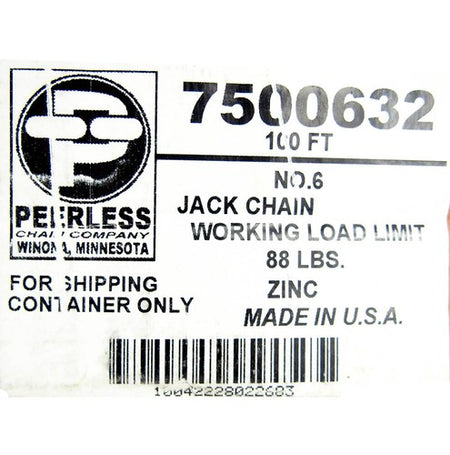 7500632
100 FT
NO.6
JACK CHAIN
WORKING LOAD LIMIT
88 LBS.
ZINC
MADE IN U.S.A.
PEERLESS
CHAIN COMPANY
WINONA, MINNESOTA
FOR SHIPPING
CONTAINER ONLY
10042228022683